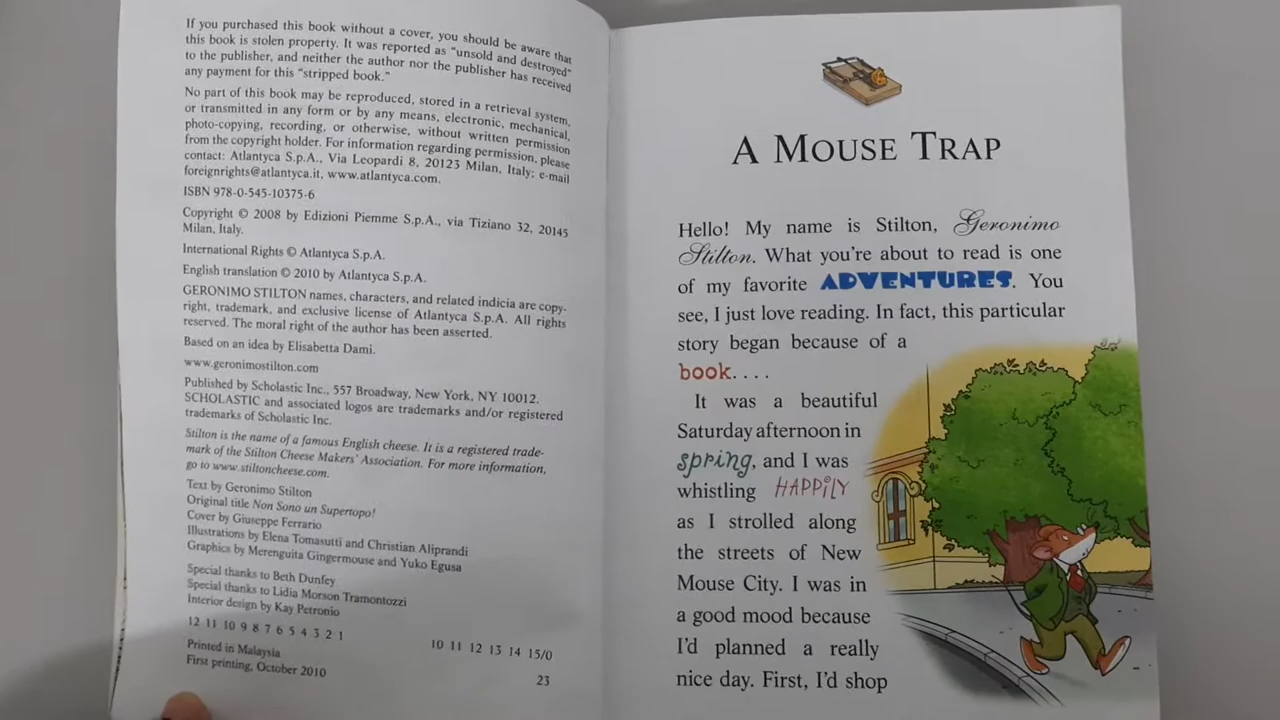 If you purchased this book without a cover, you should be aware that
this book is stolen property. It was reported as “unsold and destroyed”
to the publisher, and neither the author nor the publisher has received
any payment for this “stripped book.”
No part of this book may be reproduced, stored in a retrieval system,
or transmitted in any form or by any means, electronic, mechanical,
photo-copying, recording, or otherwise, without written permission
from the copyright holder. For information regarding permission, please
contact: Atlantyca S.p.A., Via Leopardi 8, 20123 Milan, Italy; e-mail
foreignrights@atlantyca.it, www.atlantyca.com.
ISBN 978-0-545-10375-6
Copyright © 2008 by Edizioni Piemme S.p.A., via Tiziano 32, 20145
Milan, Italy.
International Rights © Atlantyca S.p.A.
English translation © 2010 by Atlantyca S.p.A.
GERONIMO STILTON names, characters, and related indicia are copy-
right, trademark, and exclusive license of Atlantyca S.p.A. All rights
reserved. The moral right of the author has been asserted.
Based on an idea by Elisabetta Dami.
www.geronimostilton.com
Published by Scholastic Inc., 557 Broadway, New York, NY 10012.
SCHOLASTIC and associated logos are trademarks and/or registered
trademarks of Scholastic Inc.
Stilton is the name of a famous English cheese. It is a registered trade-
mark of the Stilton Cheese Makers’ Association. For more information,
go to www.stiltoncheese.com.
Text by Geronimo Stilton
Original title Non Sono un Supertopo!
Cover by Giuseppe Ferrario
Illustrations by Elena Tomasutti and Christian Aliprandi
Graphics by Merenguita Gingermouse and Yuko Egusa
Special thanks to Beth Dunfey
Special thanks to Lidia Morson Tramontozzi
Interior design by Kay Petronio
12 11 10 9 8 7 6 5 4 3 2 1 10 11 12 13 14 15/0
Printed in Malaysia
First printing, October 2010 23
A MOUSE TRAP
Hello! My name is Stilton, Geronimo
Stilton. What you’re about to read is one
of my favorite ADVENTURES. You
see, I just love reading. In fact, this particular
story began because of a
book. . . .
It was a beautiful
Saturday afternoon in
spring, and I was
whistling HAPPiLY
as I strolled along
the streets of New
Mouse City. I was in
a good mood because
I’d planned a really
nice day. First, I’d shop